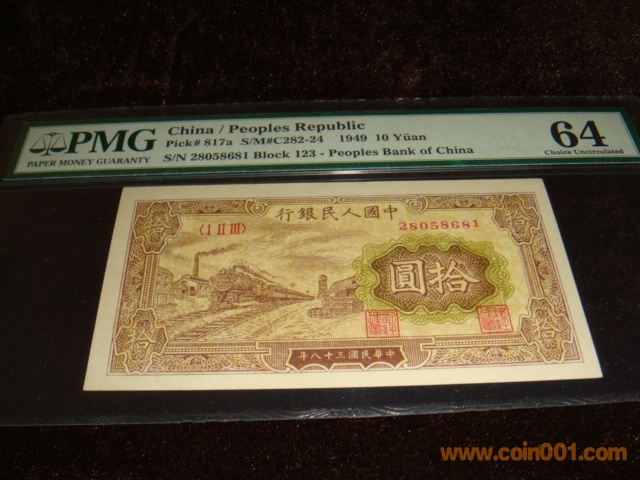 PMG
PAPER MONEY GUARANTY
China / Peoples Republic
Pick# 817a S/M#C282-24 1949 10 Yüan
S/N 28058681 Block 123 - Peoples Bank of China
64
Choice Uncirculated
行銀民人國中
〈I II III〉
28058681
圓拾
年八十三國民華中
拾
拾
www.coin001.com